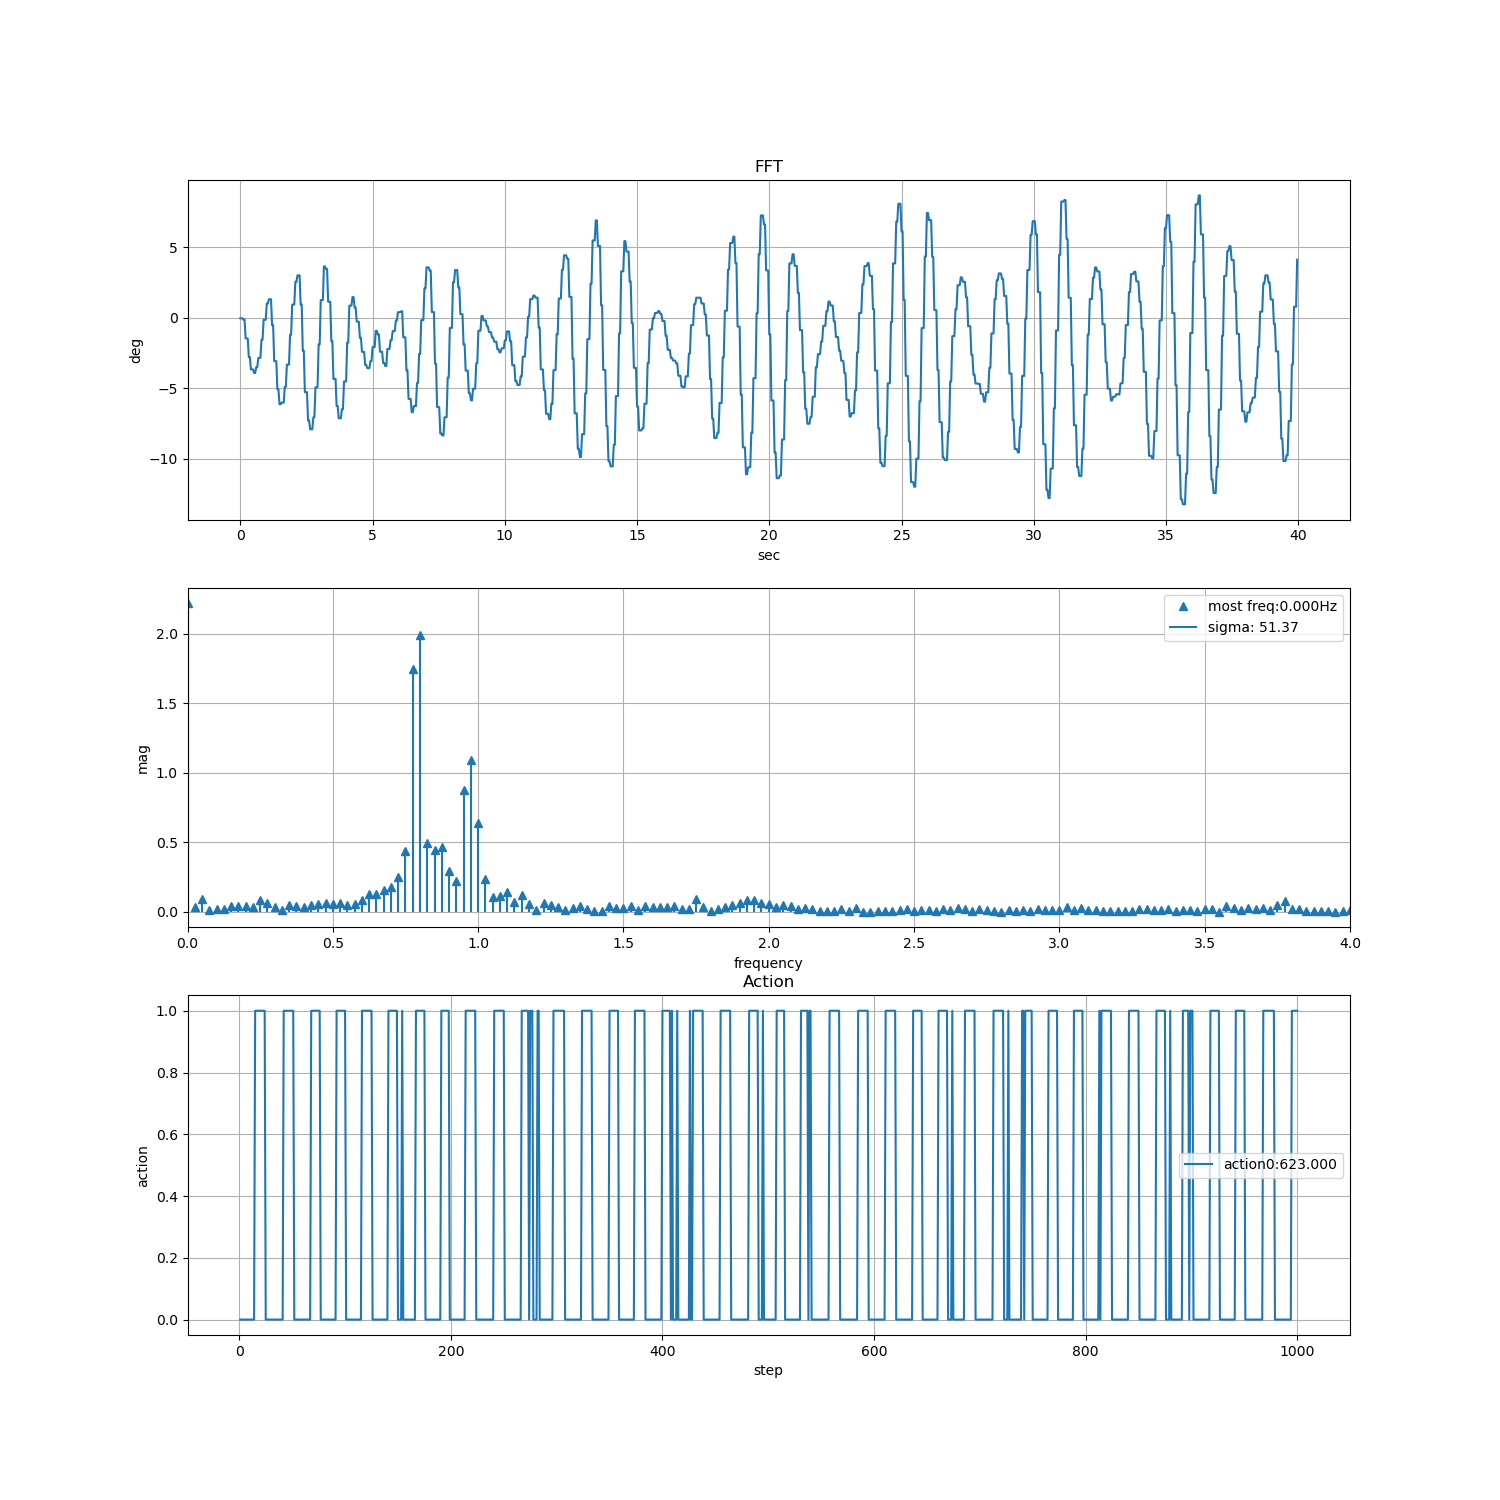 FFT
5
0
−5
−10
deg
0 5 10 15 20 25 30 35 40
sec
most freq:0.000Hz
sigma: 51.37
2.0
1.5
1.0
0.5
0.0
mag
0.0 0.5 1.0 1.5 2.0 2.5 3.0 3.5 4.0
frequency
Action
1.0
0.8
0.6
0.4
0.2
0.0
action
action0:623.000
0 200 400 600 800 1000
step